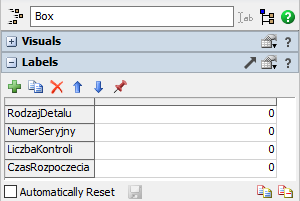 Box
Visuals
?
Labels
?
RodzajDetalu 0
NumerSeryjny 0
LiczbaKontroli 0
CzasRozpoczecia 0
Automatically Reset